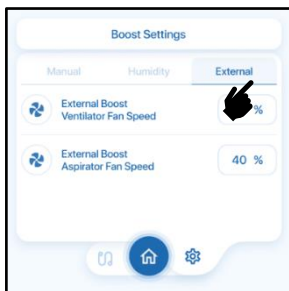 Boost Settings
Manual Humidity External
External Boost
Ventilator Fan Speed
%
External Boost
Aspirator Fan Speed
40 %